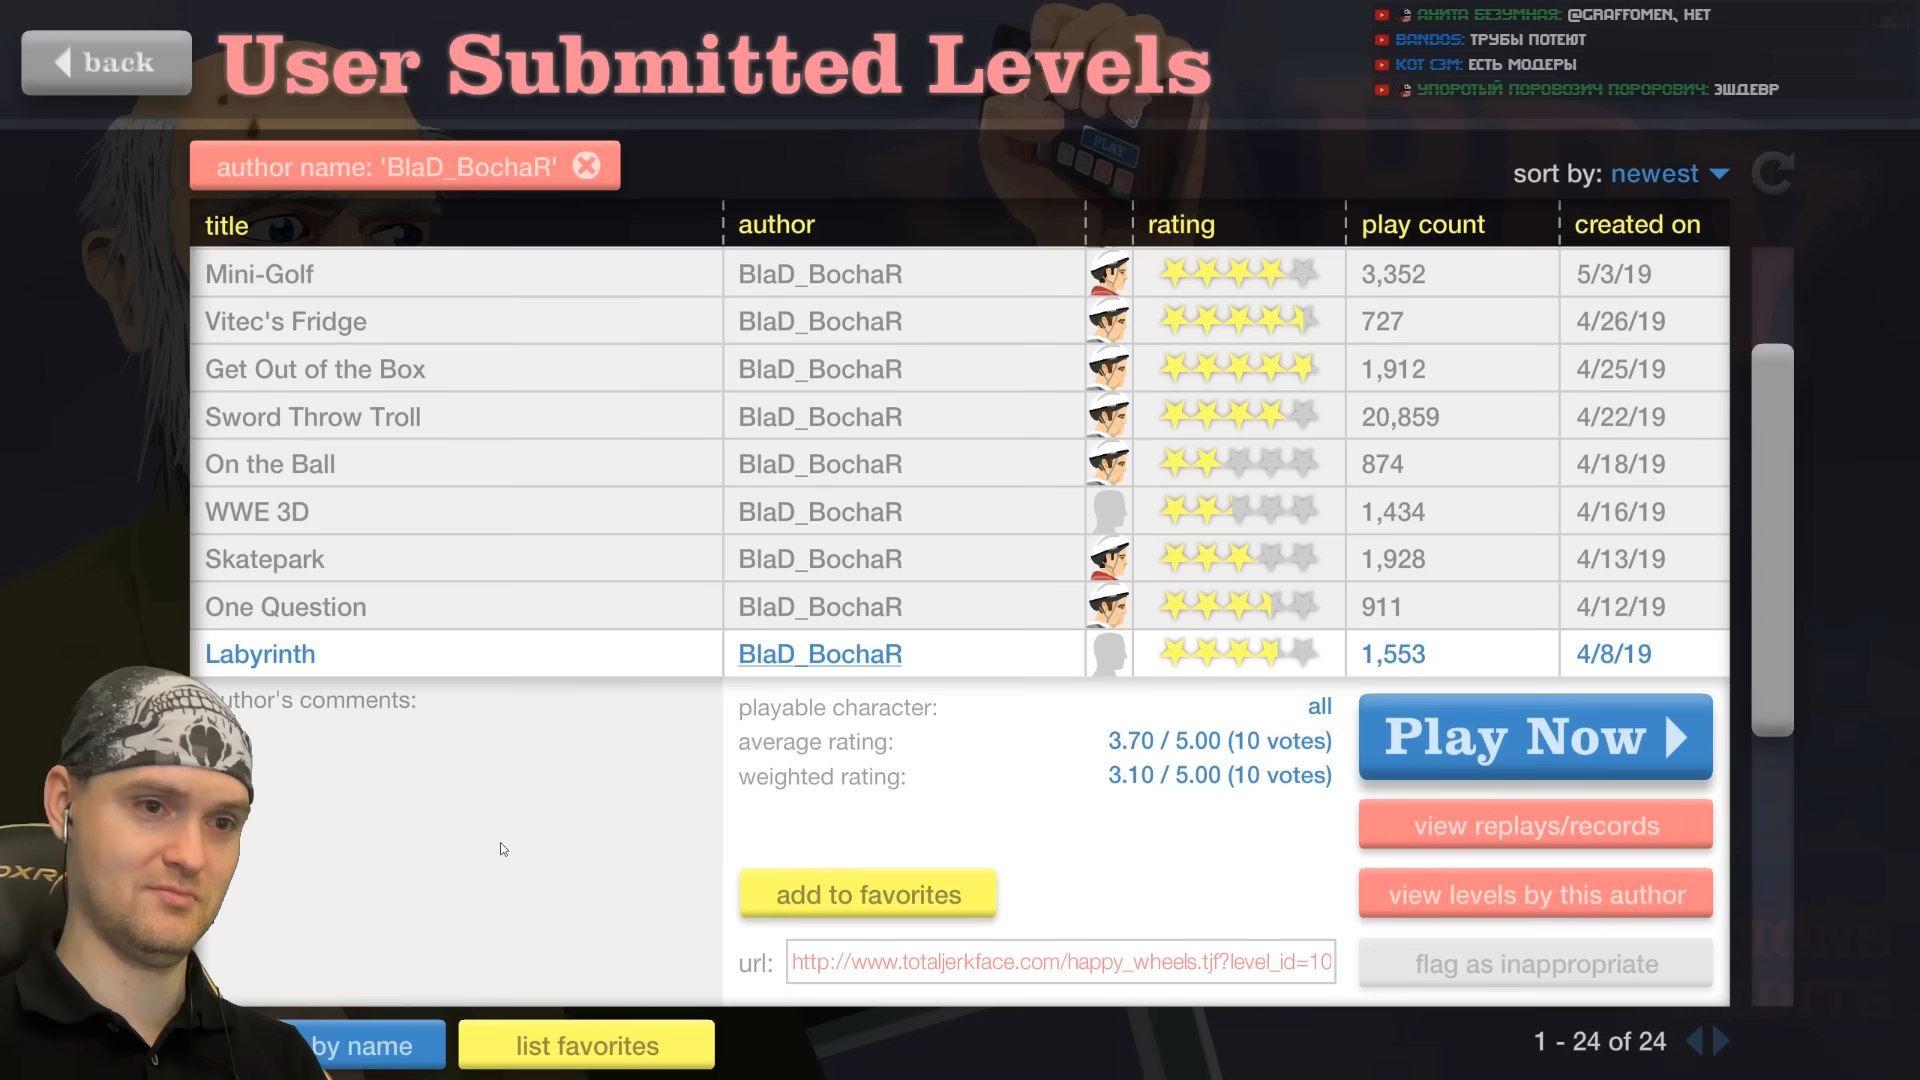 back
User Submitted Levels
АНИТА БЕЗУМНАЯ: @GRAFFOMEN, НЕТ
BANDOS: ТРУБЫ ПОТЕЮТ
КОТ СЭМ: ЕСТЬ МОДЕРЫ
УПОРОТЫЙ ПОРОВОЗИЧ ПОРОРОВИЧ: ЭШДЕВР
PLAY
author name: 'BlaD_BochaR'
sort by: newest
title author rating play count created on
Mini-Golf BlaD_BochaR 3,352 5/3/19
Vitec's Fridge BlaD_BochaR 727 4/26/19
Get Out of the Box BlaD_BochaR 1,912 4/25/19
Sword Throw Troll BlaD_BochaR 20,859 4/22/19
On the Ball BlaD_BochaR 874 4/18/19
WWE 3D BlaD_BochaR 1,434 4/16/19
Skatepark BlaD_BochaR 1,928 4/13/19
One Question BlaD_BochaR 911 4/12/19
Labyrinth BlaD_BochaR 1,553 4/8/19
uthor's comments:
playable character: all
average rating: 3.70 / 5.00 (10 votes)
weighted rating: 3.10 / 5.00 (10 votes)
Play Now
view replays/records
add to favorites
view levels by this author
url: http://www.totaljerkface.com/happy_wheels.tjf?level_id=10
flag as inappropriate
by name
list favorites
1 - 24 of 24